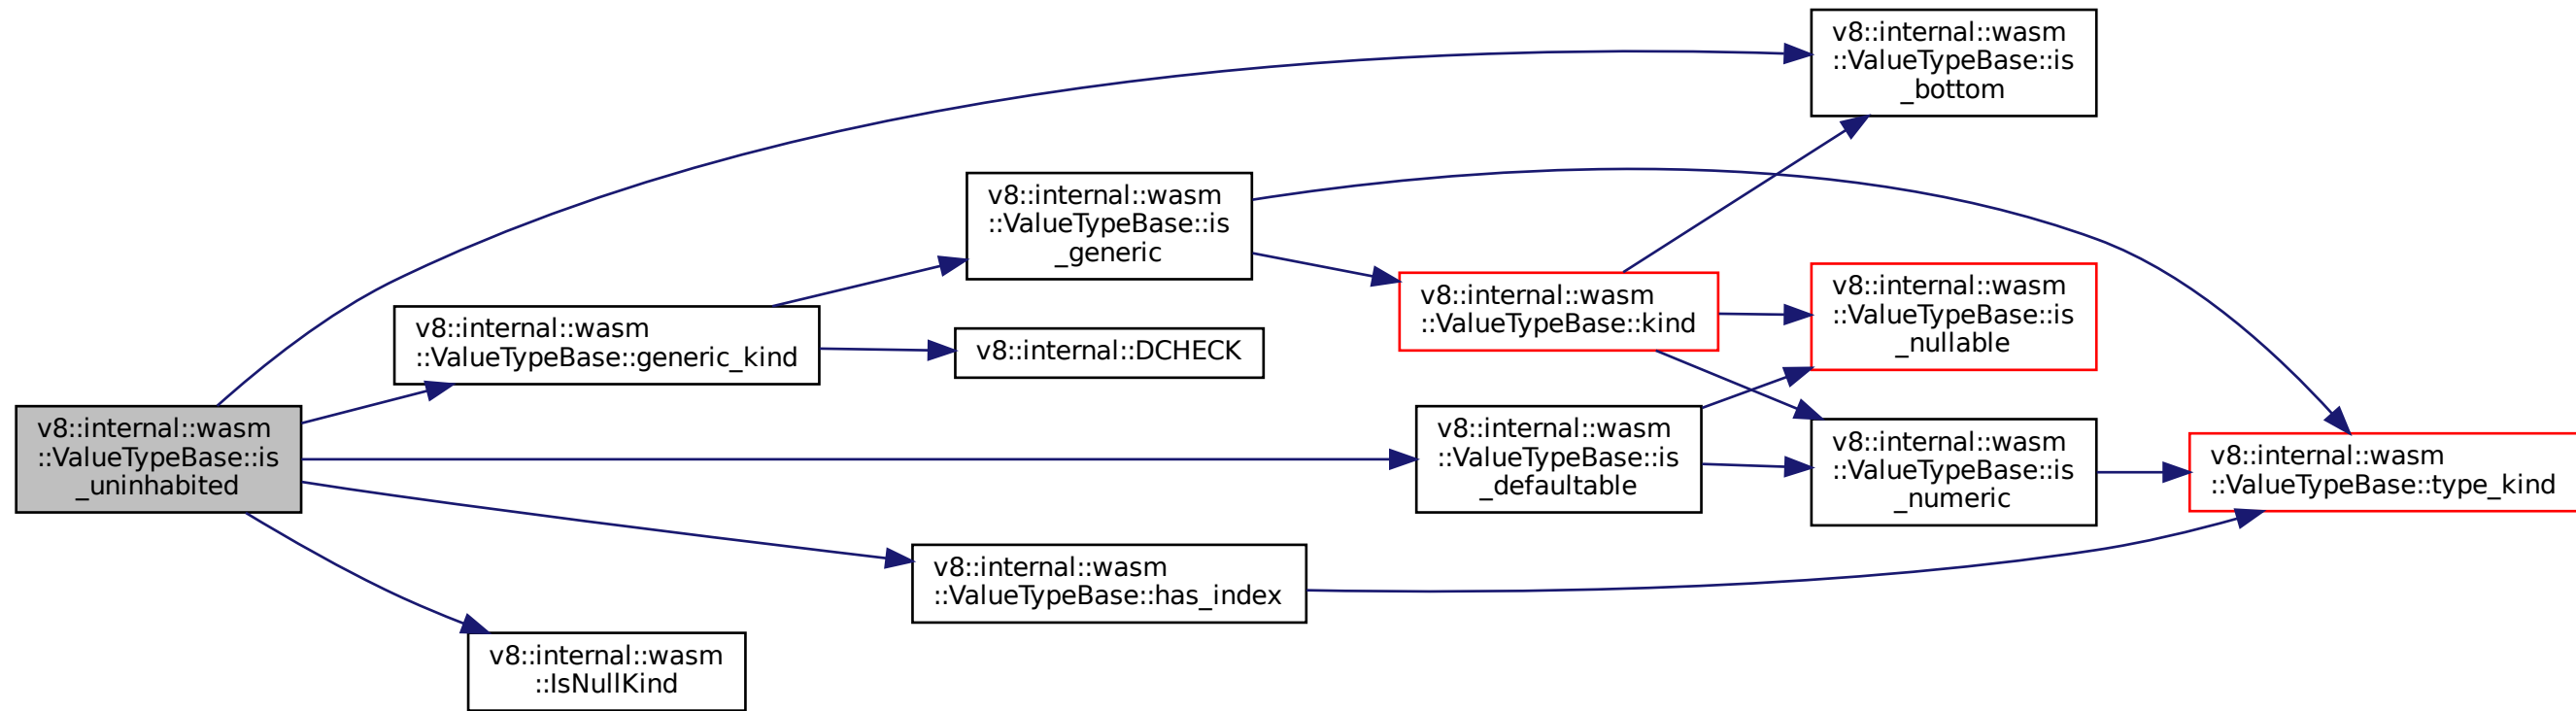 v8::internal::wasm
::ValueTypeBase::is
_uninhabited
v8::internal::wasm
::ValueTypeBase::generic_kind
v8::internal::wasm
::IsNullKind
v8::internal::wasm
::ValueTypeBase::is
_generic
v8::internal::DCHECK
v8::internal::wasm
::ValueTypeBase::has_index
v8::internal::wasm
::ValueTypeBase::kind
v8::internal::wasm
::ValueTypeBase::is
_defaultable
v8::internal::wasm
::ValueTypeBase::is
_bottom
v8::internal::wasm
::ValueTypeBase::is
_nullable
v8::internal::wasm
::ValueTypeBase::is
_numeric
v8::internal::wasm
::ValueTypeBase::type_kind